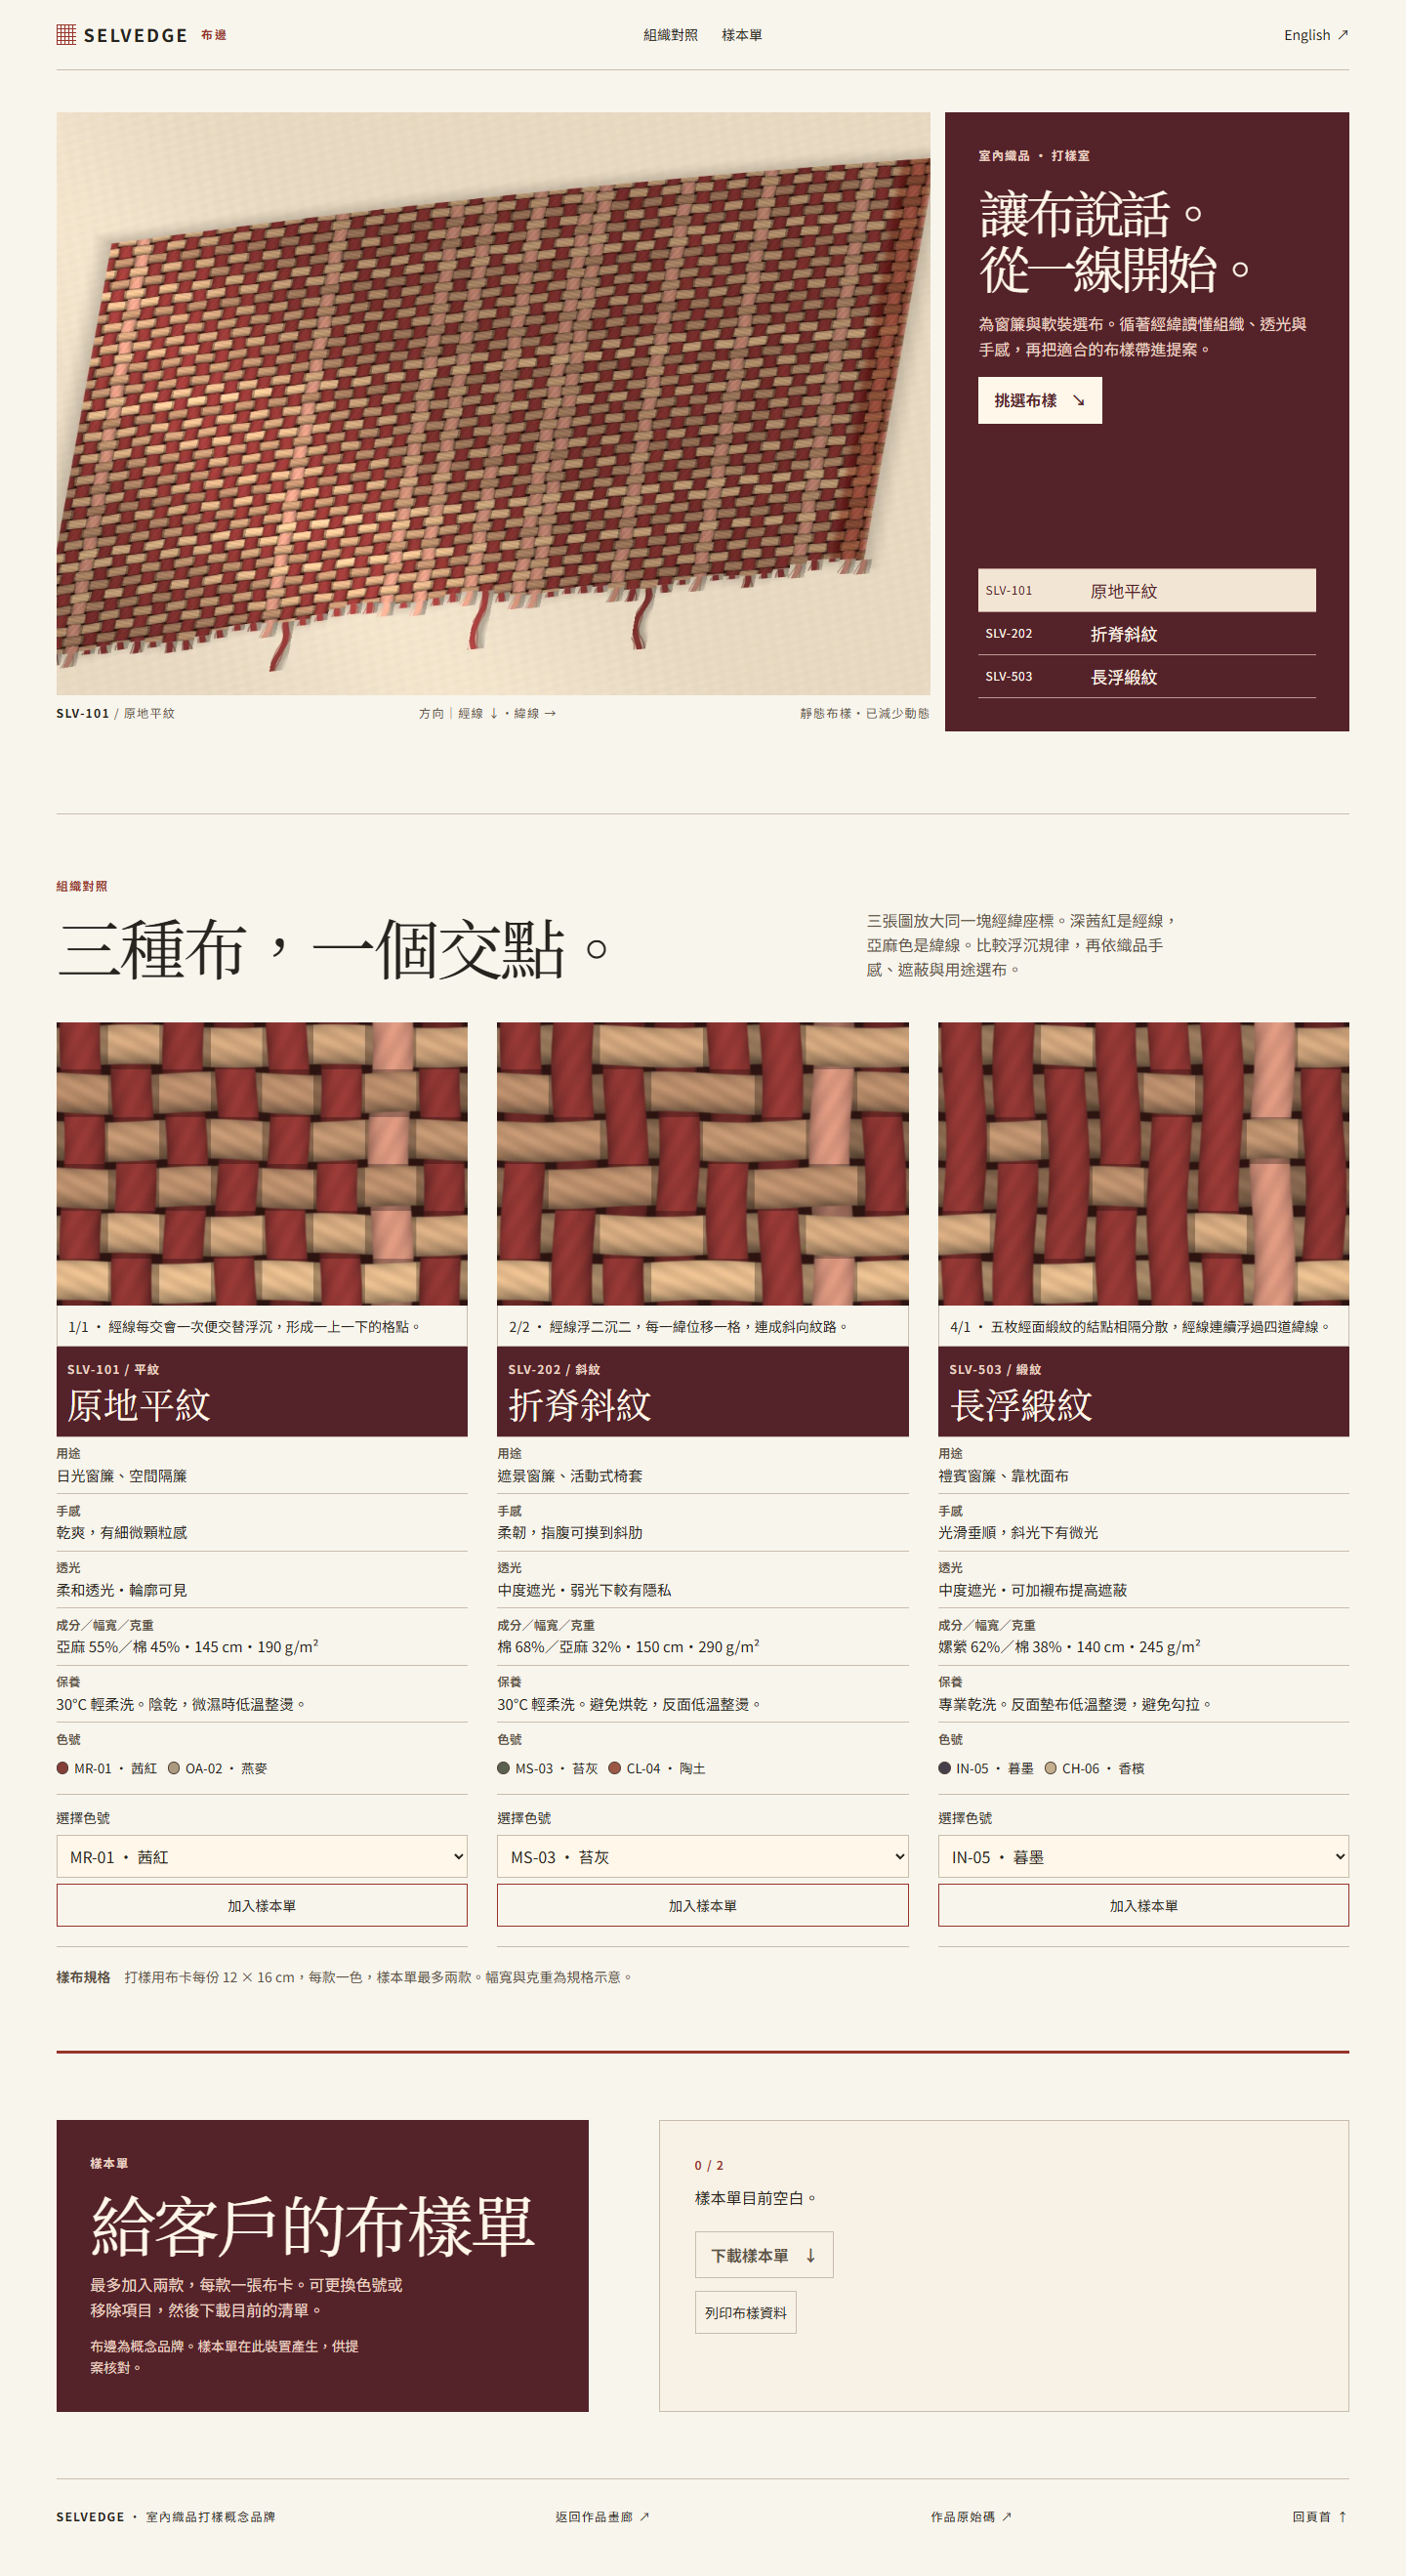 SELVEDGE 布邊
組織對照 樣本單
English ↗
室內織品 · 打樣室
讓布說話。
從一線開始。
為窗簾與軟裝選布。循著經緯讀懂組織、透光與
手感，再把適合的布樣帶進提案。
挑選布樣 ↘
SLV-101 原地平紋
SLV-202 折脊斜紋
SLV-503 長浮緞紋
SLV-101 / 原地平紋
方向｜經線 ↓・緯線 →
靜態布樣・已減少動態
組織對照
三種布，一個交點。
三張圖放大同一塊經緯座標。深茜紅是經線，
亞麻色是緯線。比較浮沉規律，再依織品手
感、遮蔽與用途選布。
1/1 · 經線每交會一次便交替浮沉，形成一上一下的格點。
SLV-101 / 平紋
原地平紋
用途
日光窗簾、空間隔簾
手感
乾爽，有細微顆粒感
透光
柔和透光・輪廓可見
成分／幅寬／克重
亞麻 55%／棉 45%・145 cm・190 g/m²
保養
30°C 輕柔洗。陰乾，微濕時低溫整燙。
色號
MR-01 · 茜紅 OA-02 · 燕麥
選擇色號
MR-01 · 茜紅
加入樣本單
2/2 · 經線浮二沉二，每一緯位移一格，連成斜向紋路。
SLV-202 / 斜紋
折脊斜紋
用途
遮景窗簾、活動式椅套
手感
柔韌，指腹可摸到斜肋
透光
中度遮光・弱光下較有隱私
成分／幅寬／克重
棉 68%／亞麻 32%・150 cm・290 g/m²
保養
30°C 輕柔洗。避免烘乾，反面低溫整燙。
色號
MS-03 · 苔灰 CL-04 · 陶土
選擇色號
MS-03 · 苔灰
加入樣本單
4/1 · 五枚經面緞紋的結點相隔分散，經線連續浮過四道緯線。
SLV-503 / 緞紋
長浮緞紋
用途
禮賓窗簾、靠枕面布
手感
光滑垂順，斜光下有微光
透光
中度遮光・可加襯布提高遮蔽
成分／幅寬／克重
嫘縈 62%／棉 38%・140 cm・245 g/m²
保養
專業乾洗。反面墊布低溫整燙，避免勾拉。
色號
IN-05 · 暮墨 CH-06 · 香檳
選擇色號
IN-05 · 暮墨
加入樣本單
樣布規格 打樣用布卡每份 12 × 16 cm，每款一色，樣本單最多兩款。幅寬與克重為規格示意。
樣本單
給客戶的布樣單
最多加入兩款，每款一張布卡。可更換色號或
移除項目，然後下載目前的清單。
布邊為概念品牌。樣本單在此裝置產生，供提
案核對。
0 / 2
樣本單目前空白。
下載樣本單 ↓
列印布樣資料
SELVEDGE · 室內織品打樣概念品牌
返回作品畫廊 ↗
作品原始碼 ↗
回頁首 ↑